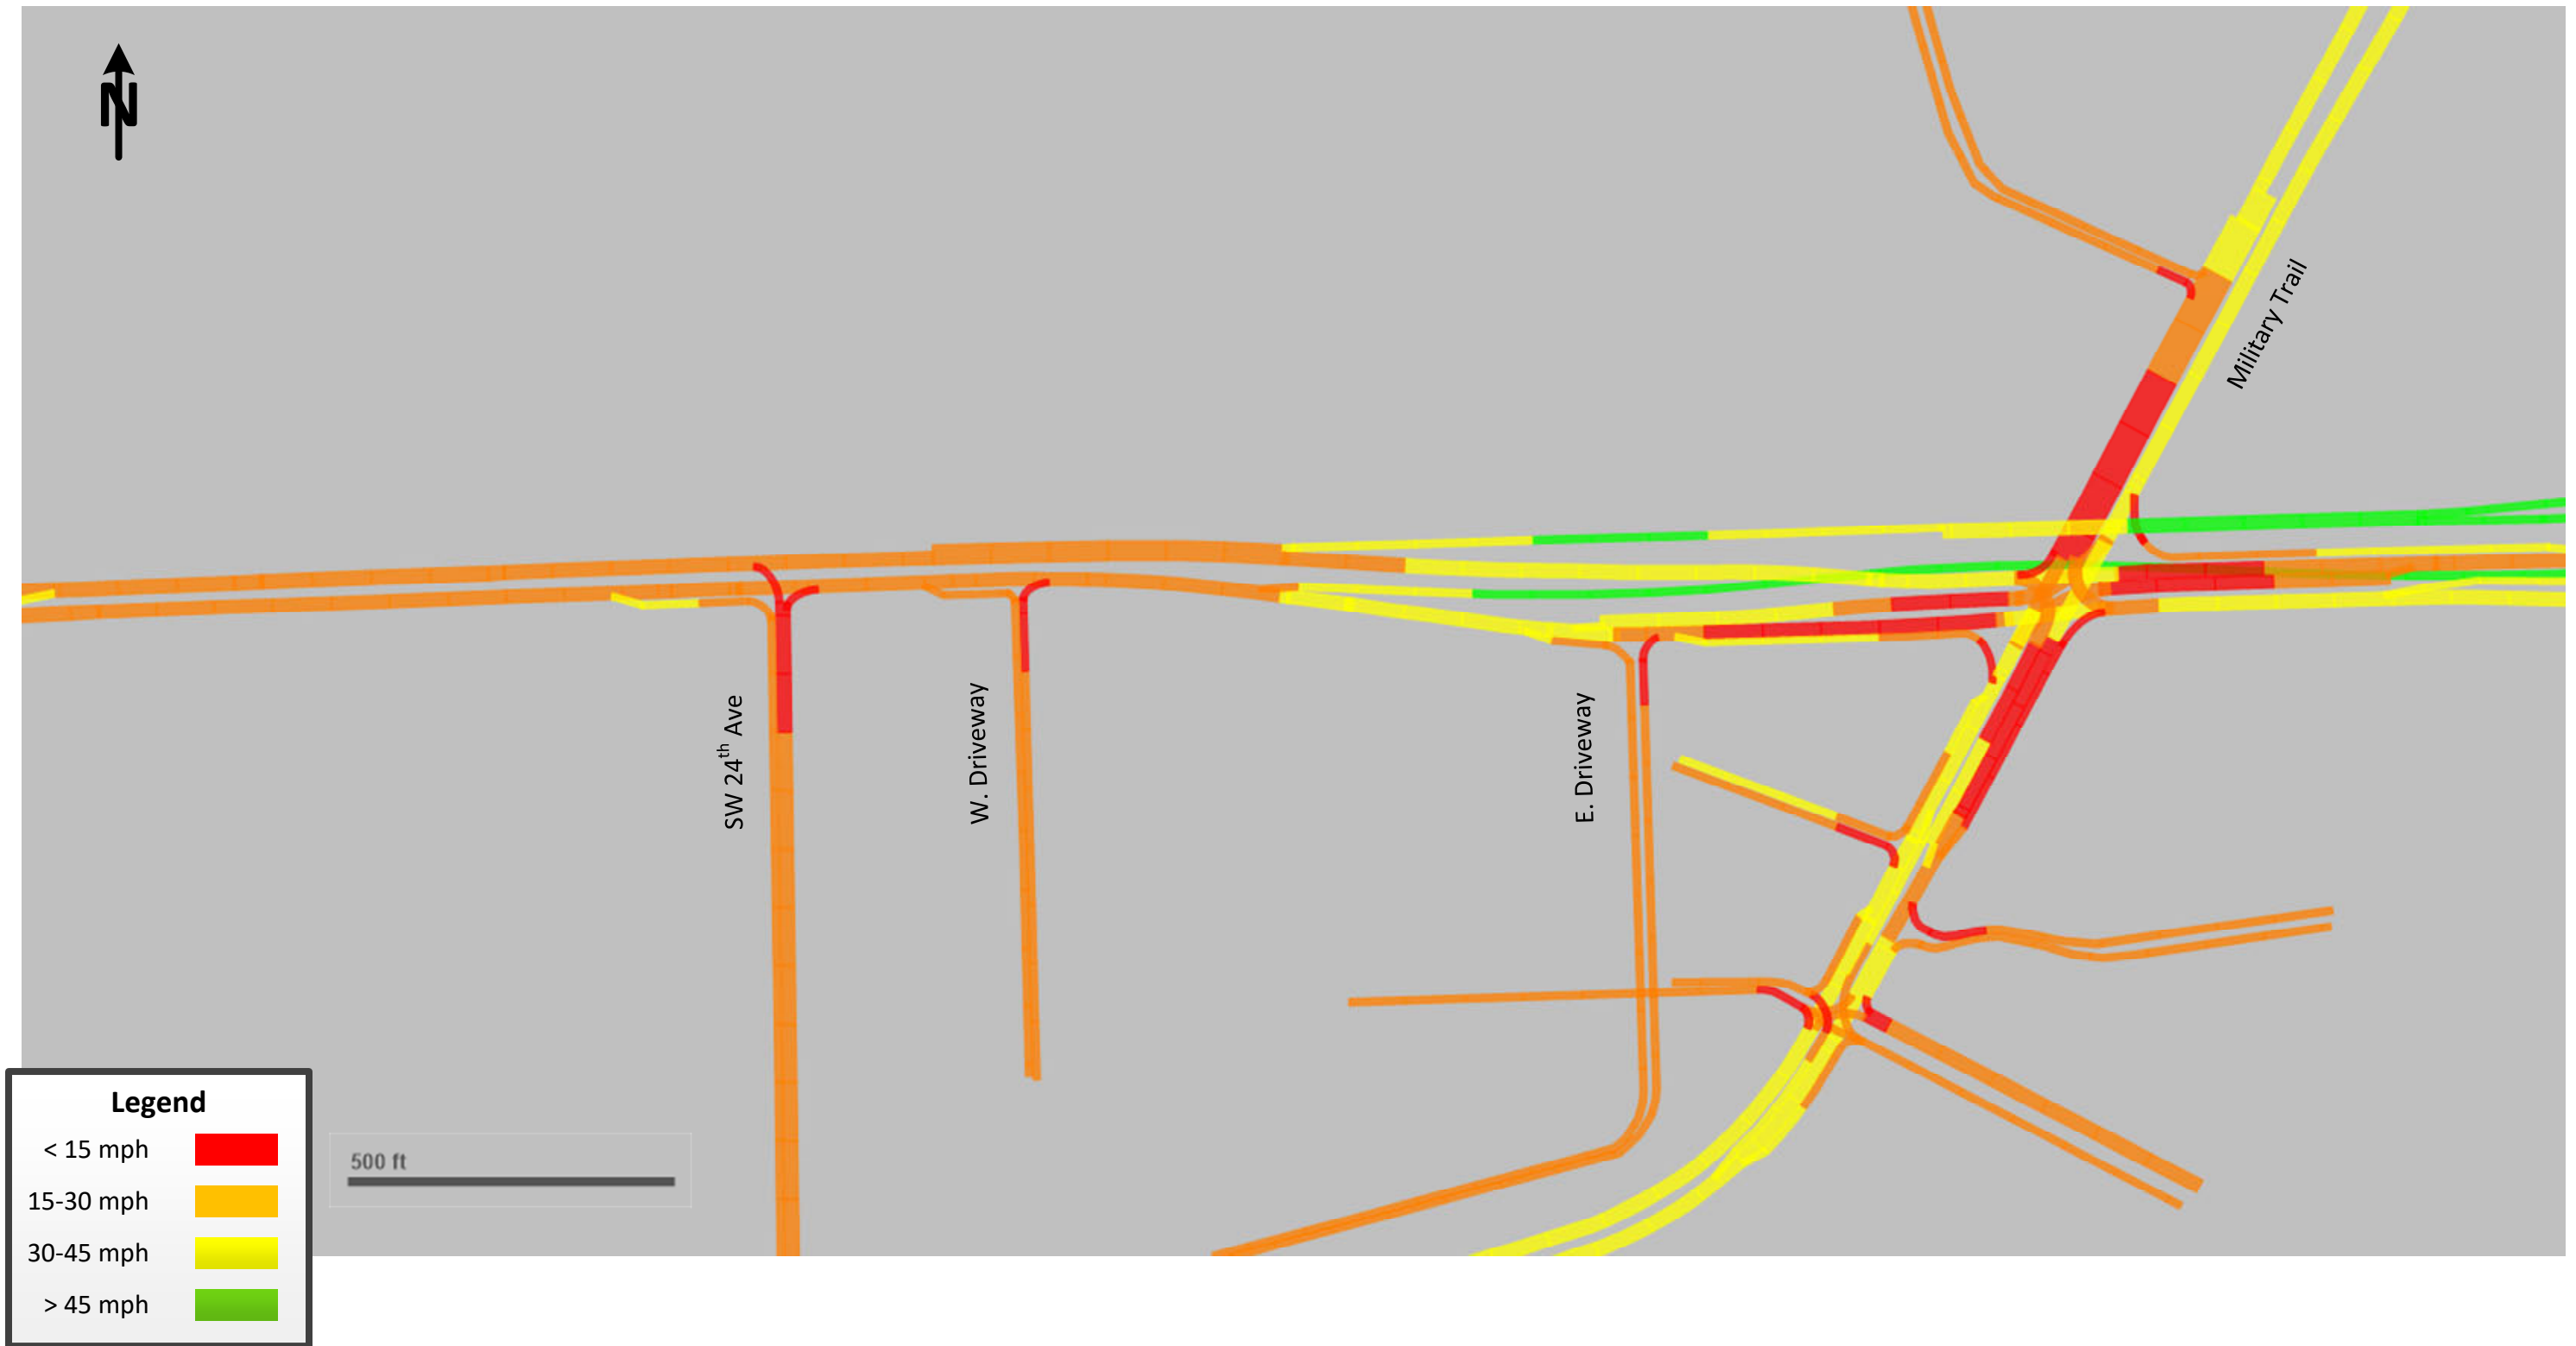 N
Military Trail
SW 24th Ave
W. Driveway
E. Driveway
Legend
< 15 mph
15-30 mph
30-45 mph
> 45 mph
500 ft